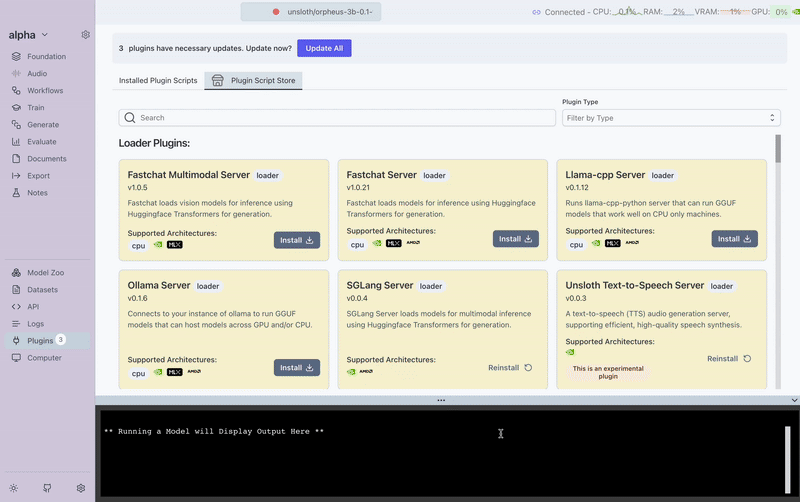 unsloth/orpheus-3b-0.1-
Connected - CPU: 0.1% RAM: 2% VRAM: 1% GPU: 0%
alpha
Foundation
Audio
Workflows
Train
Generate
Evaluate
Documents
Export
Notes
Model Zoo
Datasets
API
Logs
Plugins 3
Computer
3 plugins have necessary updates. Update now? Update All
Installed Plugin Scripts Plugin Script Store
Plugin Type
Search Filter by Type
Loader Plugins:
Fastchat Multimodal Server loader
v1.0.5
Fastchat loads vision models for inference using
Huggingface Transformers for generation.
Supported Architectures:
cpu MLX
Install
Fastchat Server loader
v1.0.21
Fastchat loads models for inference using Huggingface
Transformers for generation.
Supported Architectures:
cpu MLX AMD
Install
Llama-cpp Server loader
v0.1.12
Runs llama-cpp-python server that can run GGUF
models that work well on CPU only machines.
Supported Architectures:
cpu MLX AMD
Install
Ollama Server loader
v0.1.6
Connects to your instance of ollama to run GGUF
models that can host models across GPU and/or CPU.
Supported Architectures:
cpu MLX AMD
Install
SGLang Server loader
v0.0.4
SGLang Server loads models for multimodal inference
using Huggingface Transformers for generation.
Supported Architectures:
AMD
Reinstall
Unsloth Text-to-Speech Server loader
v0.0.3
A text-to-speech (TTS) audio generation server,
supporting efficient, high-quality speech synthesis.
Supported Architectures:
Reinstall
This is an experimental
plugin
** Running a Model will Display Output Here **